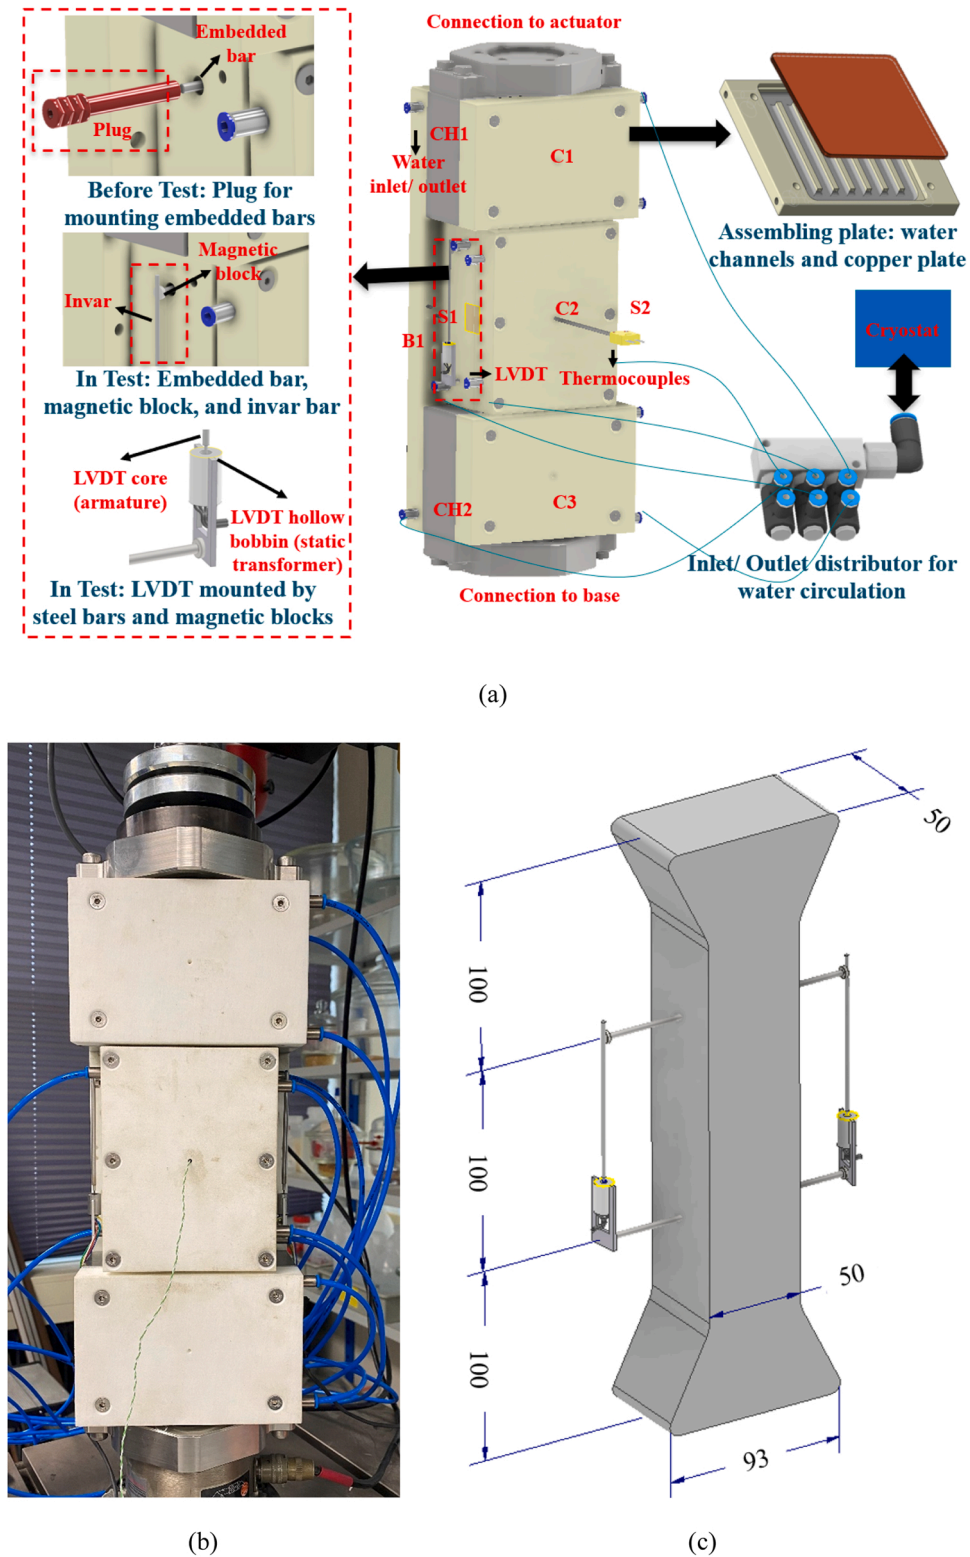 Connection to actuator
Embedded
bar
Plug
Before Test: Plug for
mounting embedded bars
Magnetic
block
Invar
In Test: Embedded bar,
magnetic block, and invar bar
LVDT core
(armature)
LVDT hollow
bobbin (static
transformer)
In Test: LVDT mounted by
steel bars and magnetic blocks
CH1
Water
inlet/ outlet
C1
S1
B1
C2
S2
LVDT
Thermocouples
CH2
C3
Connection to base
Assembling plate: water
channels and copper plate
Cryostat
Inlet/ Outlet distributor for
water circulation
(a)
50
100
100
50
100
93
(b)
(c)